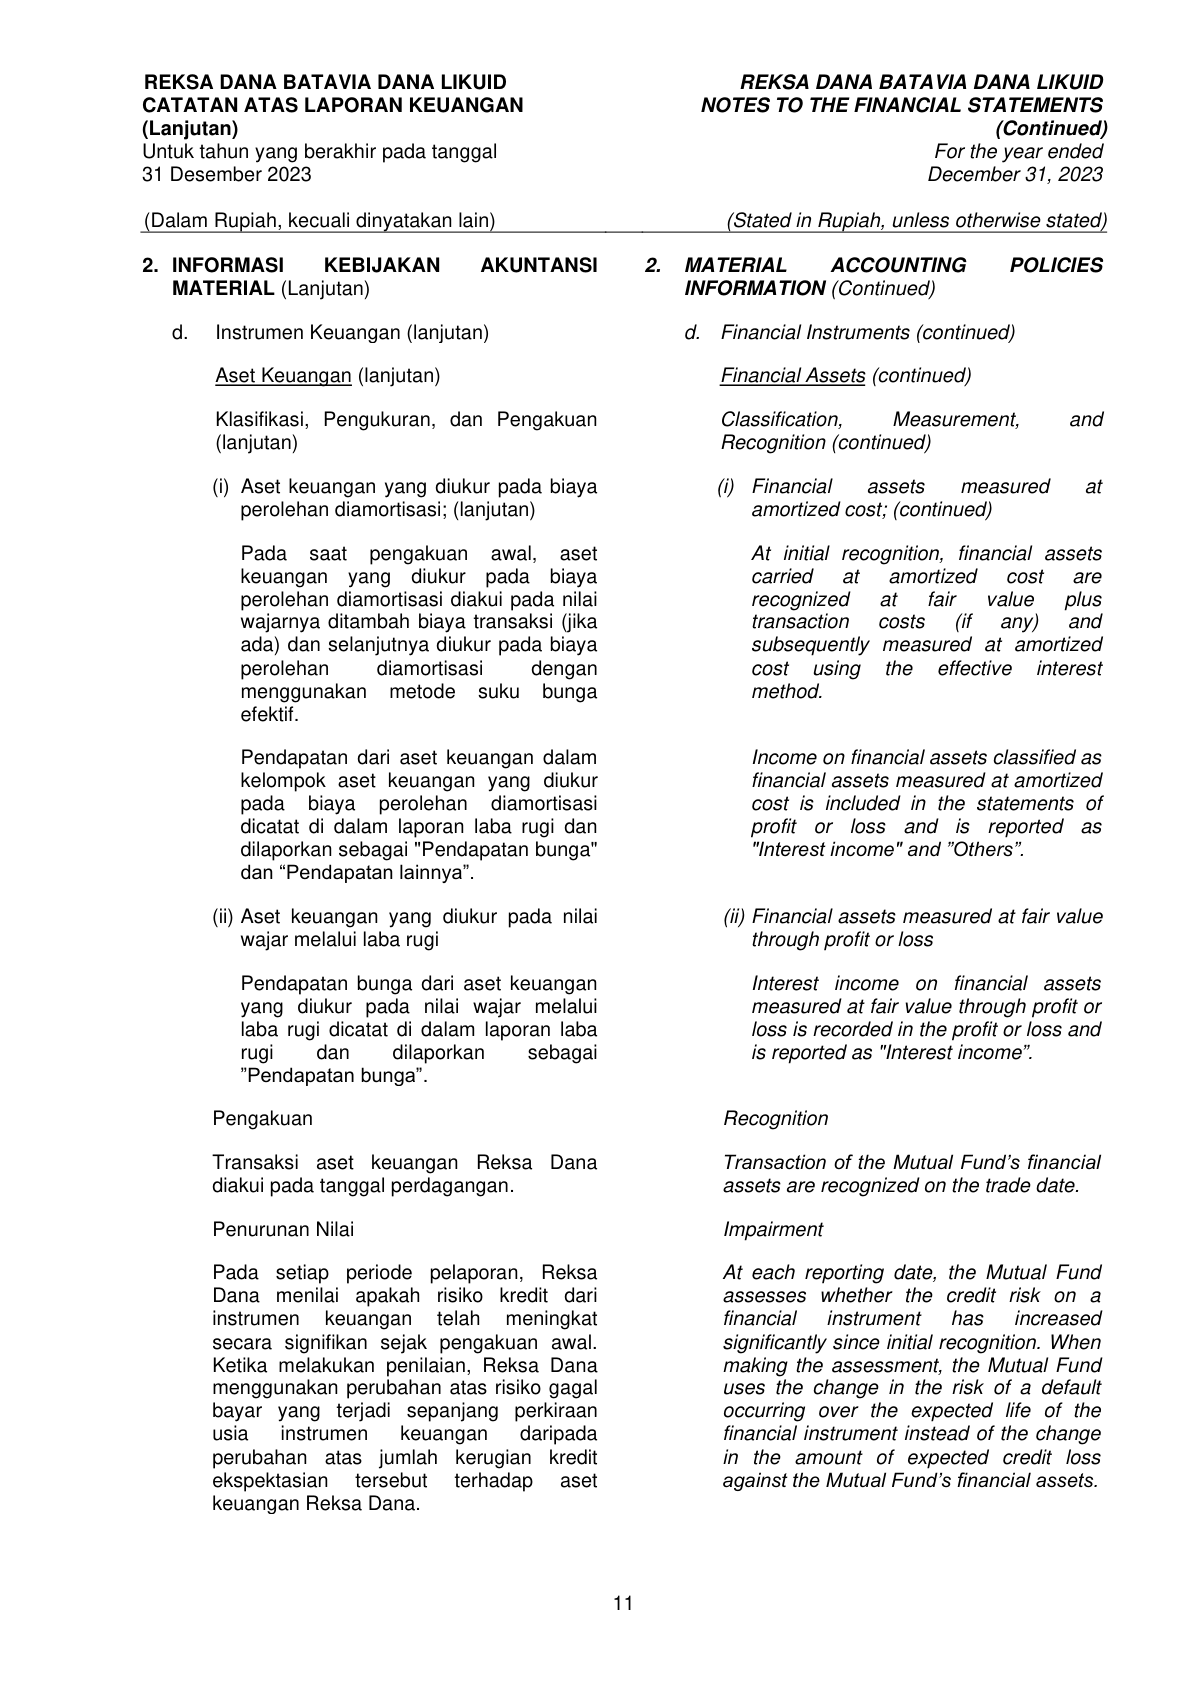 REKSA DANA BATAVIA DANA LIKUID
CATATAN ATAS LAPORAN KEUANGAN
(Lanjutan)
Untuk tahun yang berakhir pada tanggal
31 Desember 2023
(Dalam Rupiah, kecuali dinyatakan lain)
REKSA DANA BATAVIA DANA LIKUID
NOTES TO THE FINANCIAL STATEMENTS
(Continued)
For the year ended
December 31, 2023
(Stated in Rupiah, unless otherwise stated)
2. INFORMASI KEBIJAKAN AKUNTANSI
MATERIAL (Lanjutan)
d. Instrumen Keuangan (lanjutan)
Aset Keuangan (lanjutan)
Klasifikasi, Pengukuran, dan Pengakuan
(lanjutan)
(i) Aset keuangan yang diukur pada biaya
perolehan diamortisasi; (lanjutan)
Pada saat pengakuan awal, aset
keuangan yang diukur pada biaya
perolehan diamortisasi diakui pada nilai
wajarnya ditambah biaya transaksi (jika
ada) dan selanjutnya diukur pada biaya
perolehan diamortisasi dengan
menggunakan metode suku bunga
efektif.
Pendapatan dari aset keuangan dalam
kelompok aset keuangan yang diukur
pada biaya perolehan diamortisasi
dicatat di dalam laporan laba rugi dan
dilaporkan sebagai "Pendapatan bunga"
dan “Pendapatan lainnya”.
(ii) Aset keuangan yang diukur pada nilai
wajar melalui laba rugi
Pendapatan bunga dari aset keuangan
yang diukur pada nilai wajar melalui
laba rugi dicatat di dalam laporan laba
rugi dan dilaporkan sebagai
”Pendapatan bunga”.
Pengakuan
Transaksi aset keuangan Reksa Dana
diakui pada tanggal perdagangan.
Penurunan Nilai
Pada setiap periode pelaporan, Reksa
Dana menilai apakah risiko kredit dari
instrumen keuangan telah meningkat
secara signifikan sejak pengakuan awal.
Ketika melakukan penilaian, Reksa Dana
menggunakan perubahan atas risiko gagal
bayar yang terjadi sepanjang perkiraan
usia instrumen keuangan daripada
perubahan atas jumlah kerugian kredit
ekspektasian tersebut terhadap aset
keuangan Reksa Dana.
2. MATERIAL ACCOUNTING POLICIES
INFORMATION (Continued)
d. Financial Instruments (continued)
Financial Assets (continued)
Classification, Measurement, and
Recognition (continued)
(i) Financial assets measured at
amortized cost; (continued)
At initial recognition, financial assets
carried at amortized cost are
recognized at fair value plus
transaction costs (if any) and
subsequently measured at amortized
cost using the effective interest
method.
Income on financial assets classified as
financial assets measured at amortized
cost is included in the statements of
profit or loss and is reported as
"Interest income" and ”Others”.
(ii) Financial assets measured at fair value
through profit or loss
Interest income on financial assets
measured at fair value through profit or
loss is recorded in the profit or loss and
is reported as "Interest income”.
Recognition
Transaction of the Mutual Fund’s financial
assets are recognized on the trade date.
Impairment
At each reporting date, the Mutual Fund
assesses whether the credit risk on a
financial instrument has increased
significantly since initial recognition. When
making the assessment, the Mutual Fund
uses the change in the risk of a default
occurring over the expected life of the
financial instrument instead of the change
in the amount of expected credit loss
against the Mutual Fund’s financial assets.
11